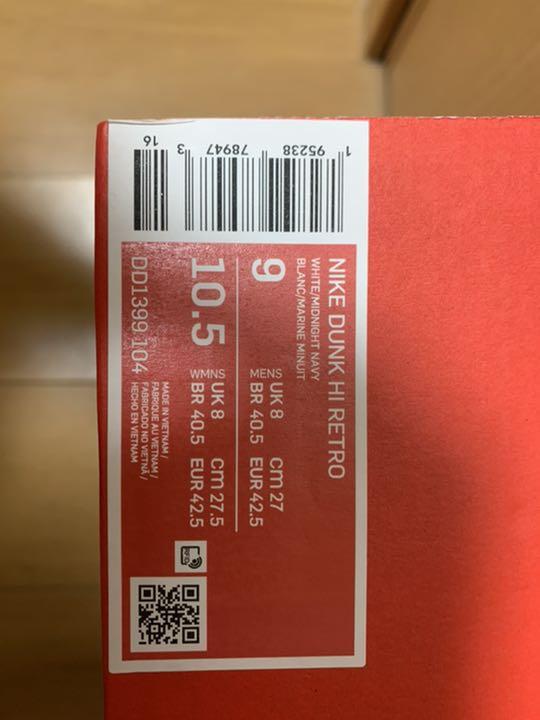 NIKE DUNK HI RETRO
WHITE/MIDNIGHT NAVY
BLANC/MARINE MINUIT
9
MENS UK 8 cm 27
BR 40.5 EUR 42.5
10.5
WMNS UK 8 cm 27.5
BR 40.5 EUR 42.5
DD1399 104
MADE IN VIETNAM /
FABRIQUE AU VIETNAM /
FABRICADO NO VIETNÃ /
HECHO EN VIETNAM
1 95238 78947 3
16